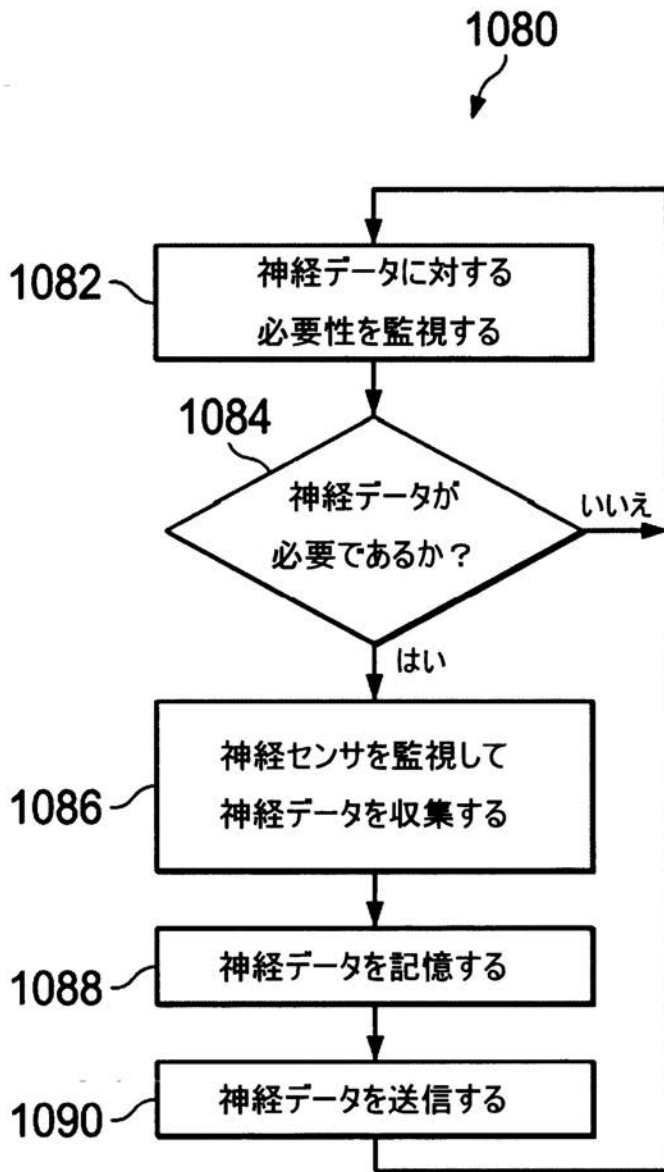 1080
1082
神経データに対する
必要性を監視する
1084
神経データが
必要であるか?
いいえ
はい
1086
神経センサを監視して
神経データを収集する
1088
神経データを記憶する
1090
神経データを送信する